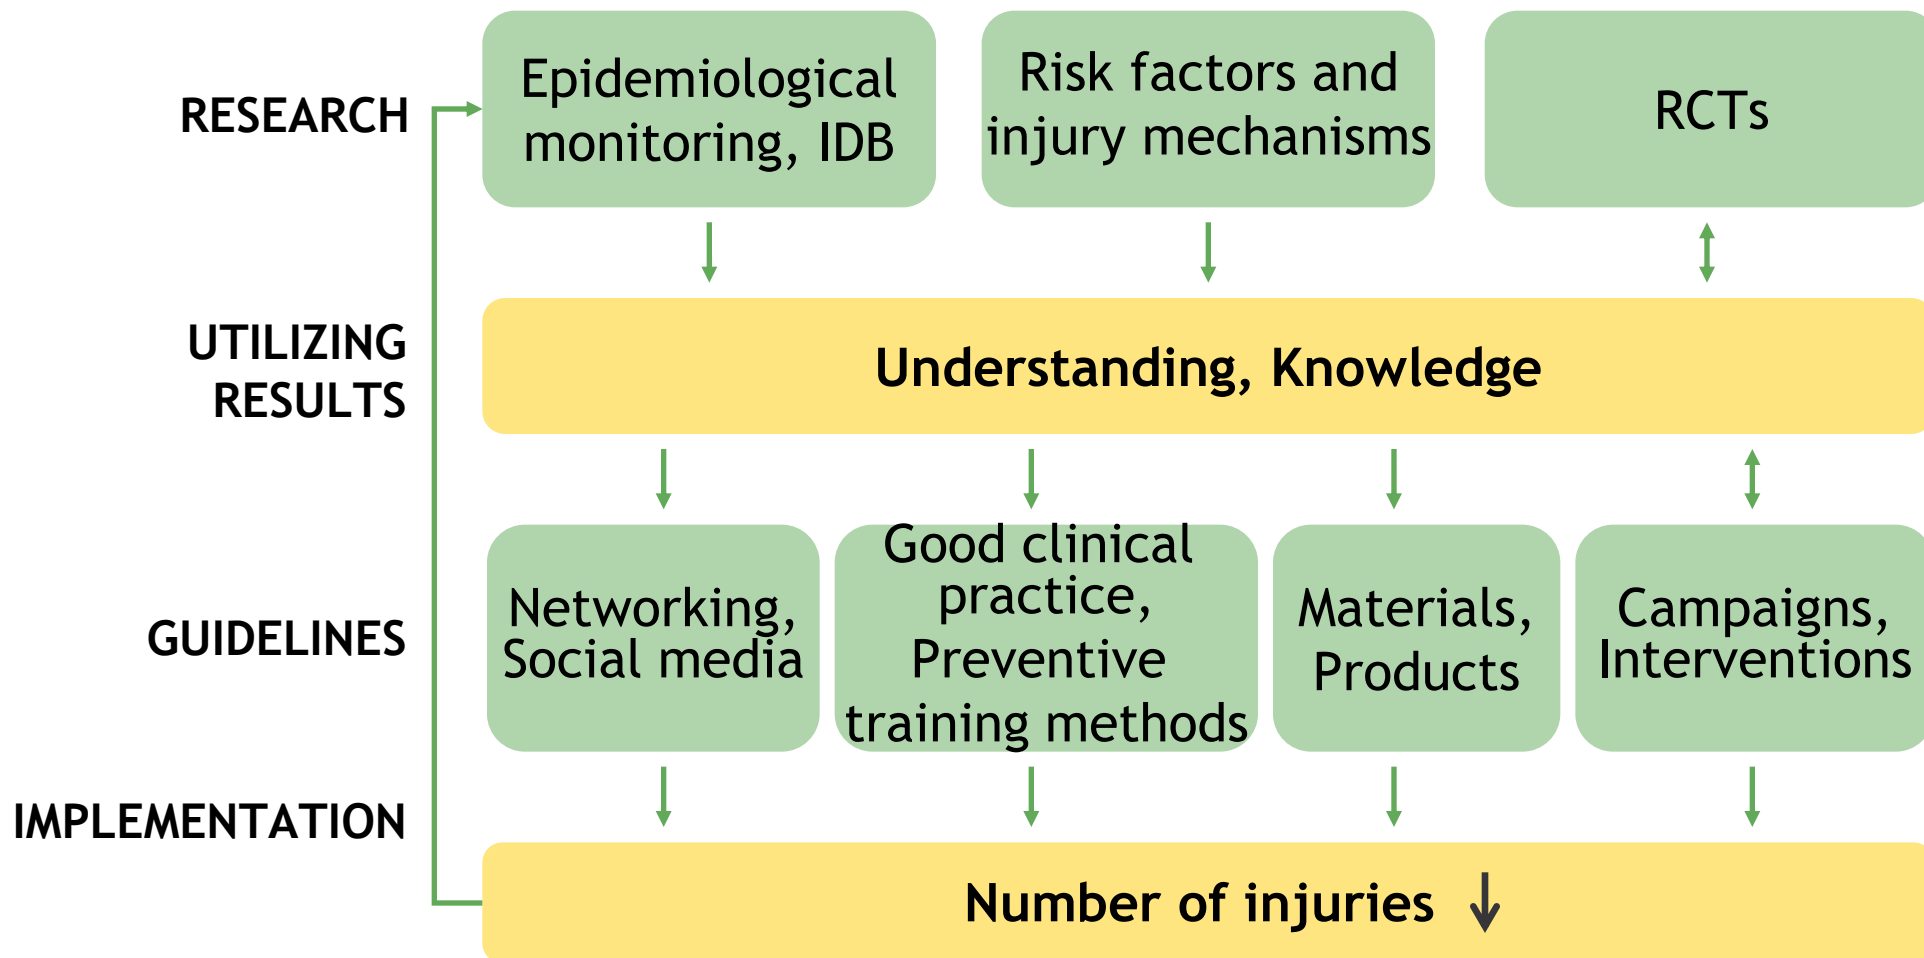 RESEARCH
Epidemiological
monitoring, IDB
Risk factors and
injury mechanisms
RCTs
UTILIZING
RESULTS
Understanding, Knowledge
GUIDELINES
Networking,
Social media
Good clinical
practice,
Preventive
training methods
Materials,
Products
Campaigns,
Interventions
IMPLEMENTATION
Number of injuries